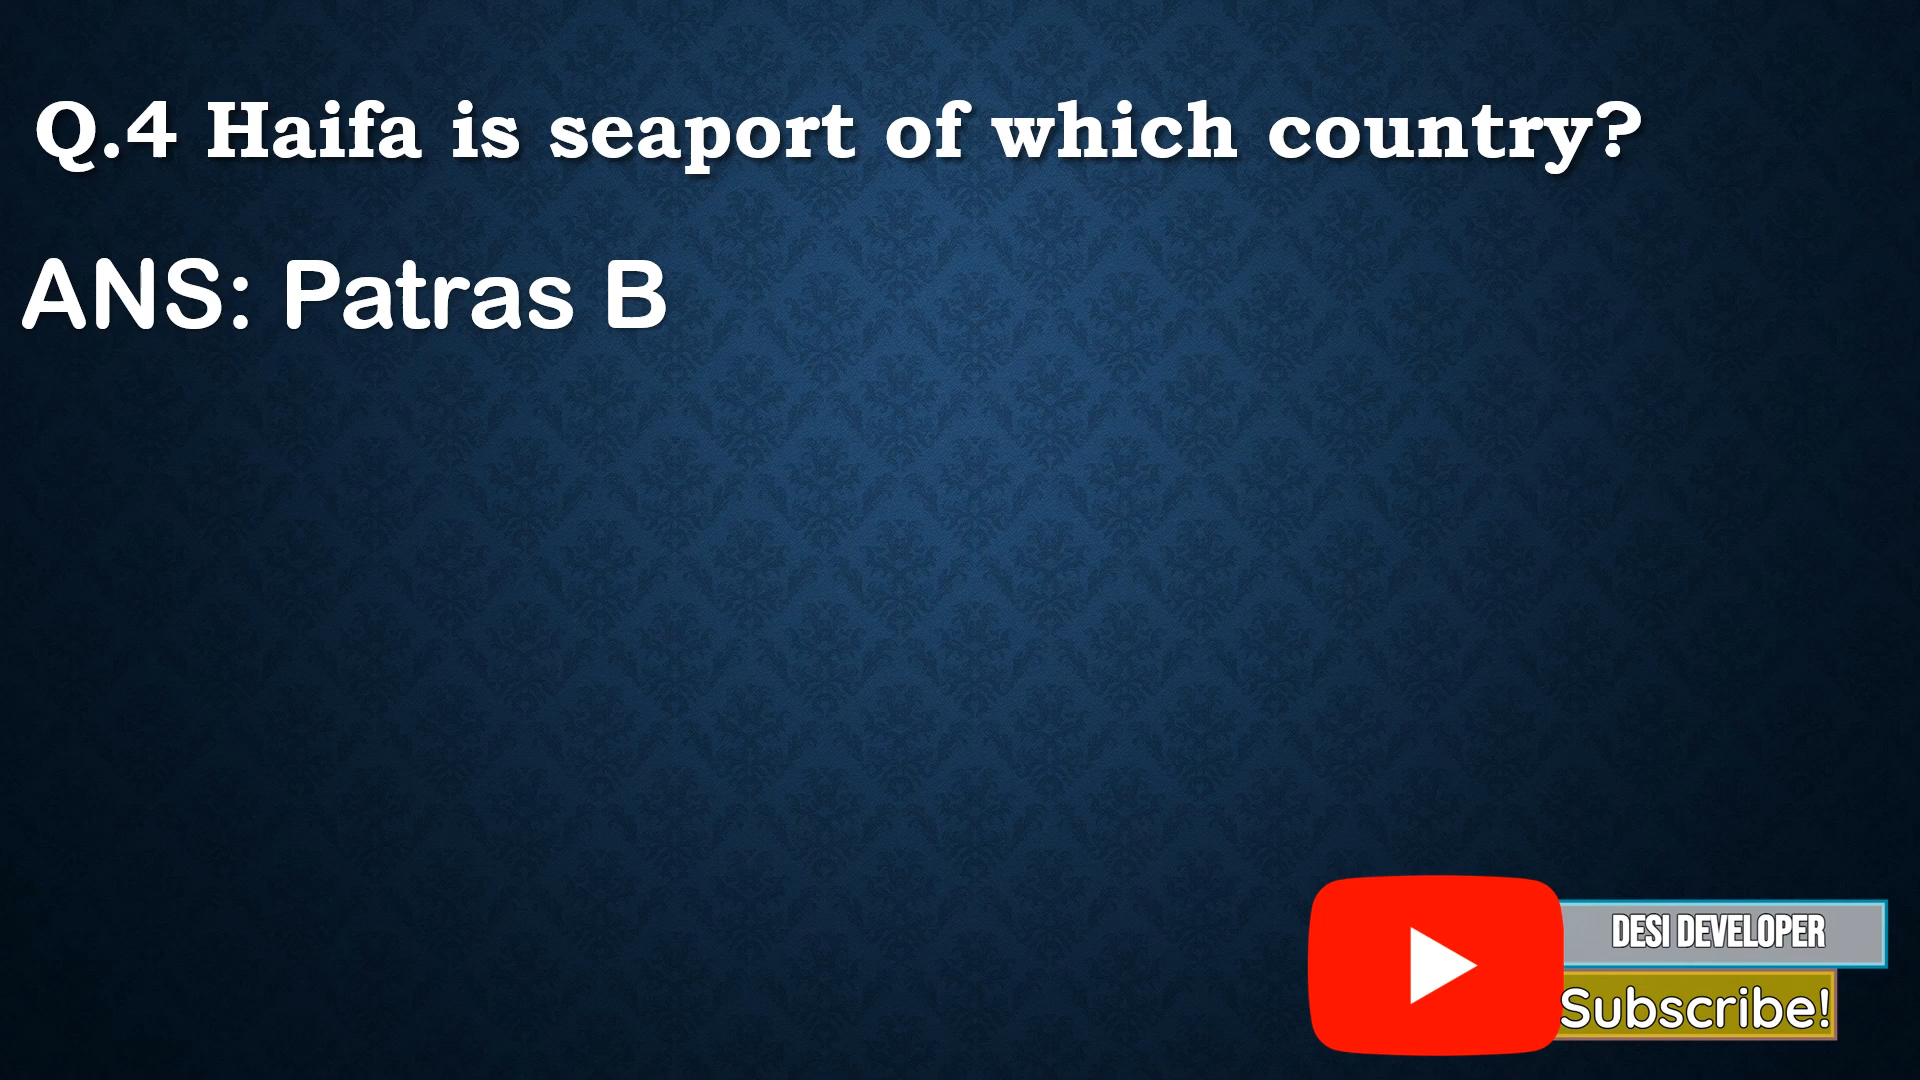 Q.4 Haifa is seaport of which country?
ANS: Patras B
DESI DEVELOPER
Subscribe!